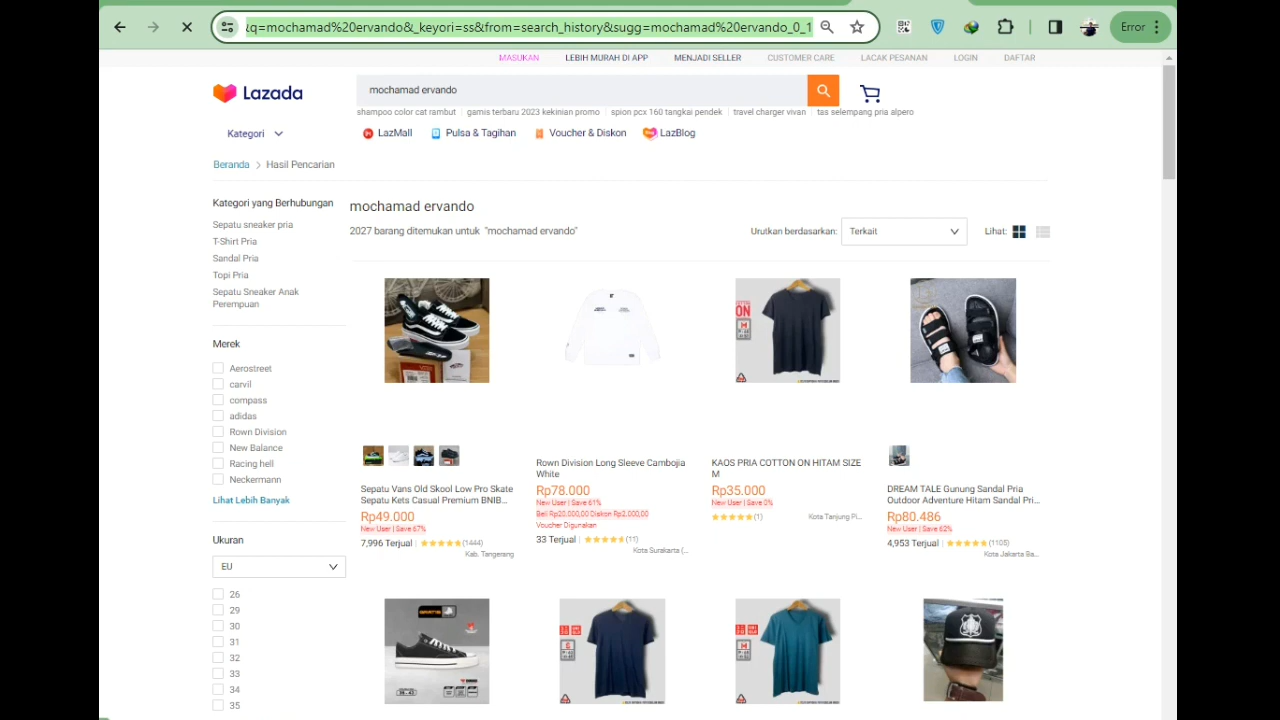 q=mochamad%20ervando&_keyori=ss&from=search_history&sugg=mochamad%20ervando_0_1
Error
MASUKAN
LEBIH MURAH DI APP
MENJADI SELLER
CUSTOMER CARE
LACAK PESANAN
LOGIN
DAFTAR
Lazada
mochamad ervando
shampoo color cat rambut
gamis terbaru 2023 kekinian promo
spion pcx 160 tangkai pendek
travel charger vivan
tas selempang pria alpero
Kategori
LazMall
Pulsa & Tagihan
Voucher & Diskon
LazBlog
Beranda
Hasil Pencarian
Kategori yang Berhubungan
Sepatu sneaker pria
T-Shirt Pria
Sandal Pria
Topi Pria
Sepatu Sneaker Anak
Perempuan
Merek
Aerostreet
carvil
compass
adidas
Rown Division
New Balance
Racing hell
Neckermann
Lihat Lebih Banyak
Ukuran
EU
26
29
30
31
32
33
34
35
mochamad ervando
2027 barang ditemukan untuk "mochamad ervando"
Urutkan berdasarkan:
Terkait
Lihat:
Sepatu Vans Old Skool Low Pro Skate
Sepatu Kets Casual Premium BNIB...
Rp49.000
New User | Save 67%
7,996 Terjual
(1444)
Kab. Tangerang
Rown Division Long Sleeve Cambojia
White
Rp78.000
New User | Save 61%
Beli Rp20.000,00 Diskon Rp2.000,00
Voucher Digunakan
33 Terjual
(11)
Kota Surakarta (...
KAOS PRIA COTTON ON HITAM SIZE
M
Rp35.000
New User | Save 0%
(1)
Kota Tanjung Pi...
DREAM TALE Gunung Sandal Pria
Outdoor Adventure Hitam Sandal Pri...
Rp80.486
New User | Save 62%
4,953 Terjual
(1105)
Kota Jakarta Ba...